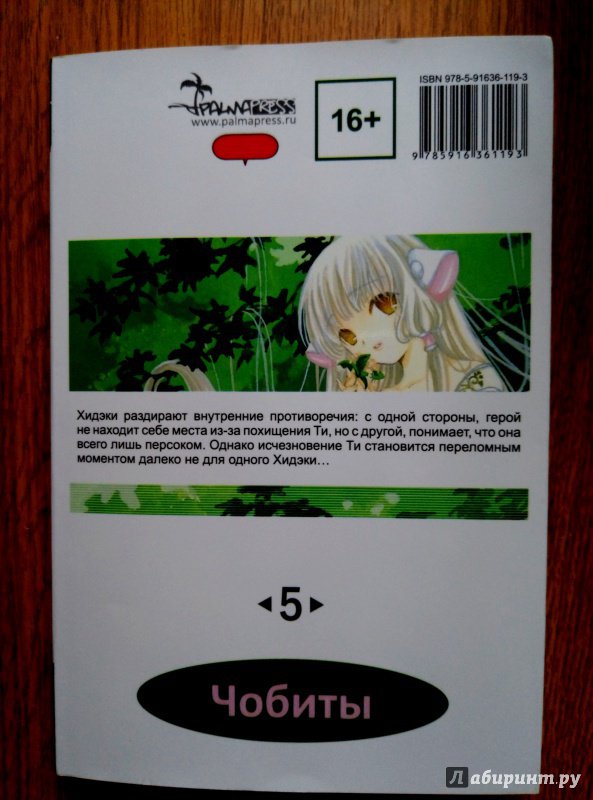 ISBN 978-5-91636-119-3
PALMAPRESS
www.palmapress.ru
16+
9 785916 361193
Хидэки раздирают внутренние противоречия: с одной стороны, герой
не находит себе места из-за похищения Ти, но с другой, понимает, что она
всего лишь персоком. Однако исчезновение Ти становится переломным
моментом далеко не для одного Хидэки...
5
Чобиты
Лабиринт.ру